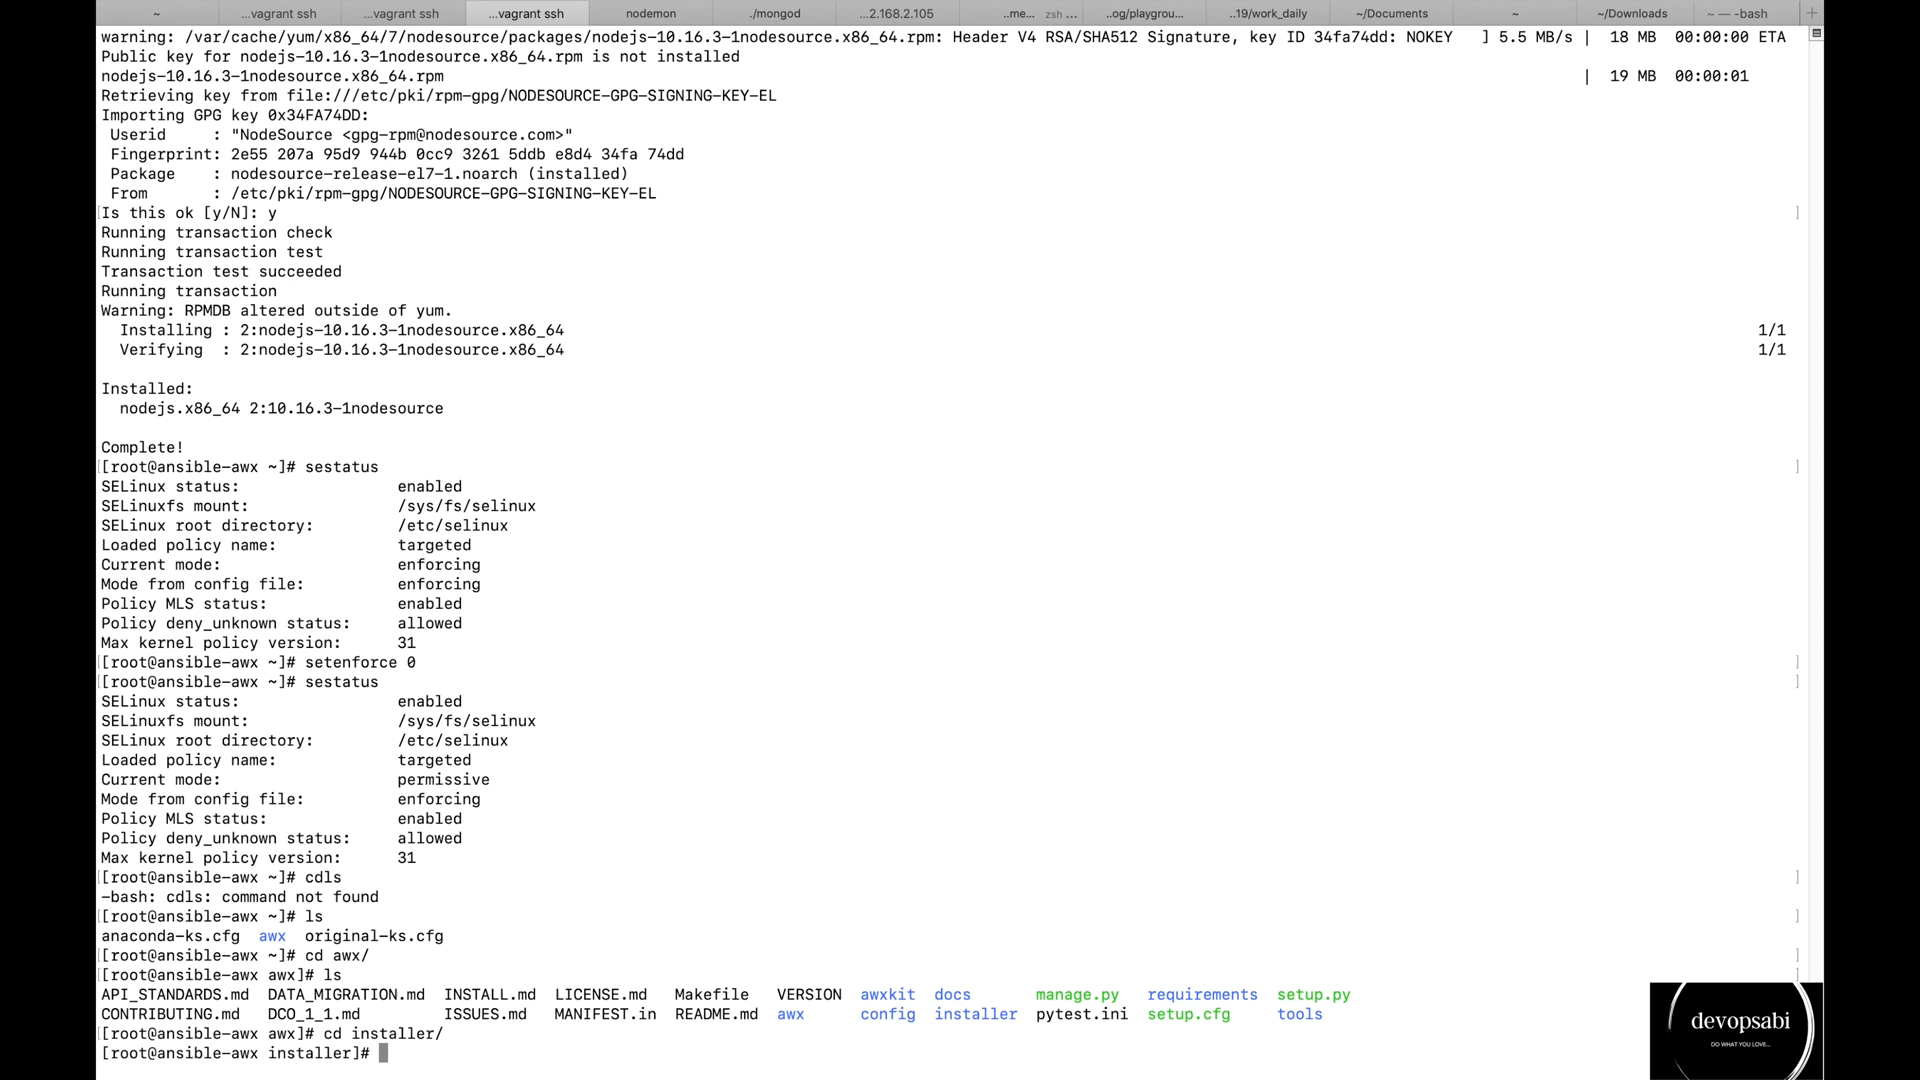 ~ ...vagrant ssh ...vagrant ssh ...vagrant ssh nodemon ./mongod ...2.168.2.105 ..me... zsh ... ..og/playgrou... ..19/work_daily ~/Documents ~ ~/Downloads ~ — -bash +
warning: /var/cache/yum/x86_64/7/nodesource/packages/nodejs-10.16.3-1nodesource.x86_64.rpm: Header V4 RSA/SHA512 Signature, key ID 34fa74dd: NOKEY ] 5.5 MB/s | 18 MB 00:00:00 ETA
Public key for nodejs-10.16.3-1nodesource.x86_64.rpm is not installed
nodejs-10.16.3-1nodesource.x86_64.rpm | 19 MB 00:00:01
Retrieving key from file:///etc/pki/rpm-gpg/NODESOURCE-GPG-SIGNING-KEY-EL
Importing GPG key 0x34FA74DD:
Userid : "NodeSource <gpg-rpm@nodesource.com>"
Fingerprint: 2e55 207a 95d9 944b 0cc9 3261 5ddb e8d4 34fa 74dd
Package : nodesource-release-el7-1.noarch (installed)
From : /etc/pki/rpm-gpg/NODESOURCE-GPG-SIGNING-KEY-EL
[Is this ok [y/N]: y ]
Running transaction check
Running transaction test
Transaction test succeeded
Running transaction
Warning: RPMDB altered outside of yum.
Installing : 2:nodejs-10.16.3-1nodesource.x86_64 1/1
Verifying : 2:nodejs-10.16.3-1nodesource.x86_64 1/1
Installed:
nodejs.x86_64 2:10.16.3-1nodesource
Complete!
[[root@ansible-awx ~]# sestatus ]
SELinux status: enabled
SELinuxfs mount: /sys/fs/selinux
SELinux root directory: /etc/selinux
Loaded policy name: targeted
Current mode: enforcing
Mode from config file: enforcing
Policy MLS status: enabled
Policy deny_unknown status: allowed
Max kernel policy version: 31
[[root@ansible-awx ~]# setenforce 0 ]
[[root@ansible-awx ~]# sestatus ]
SELinux status: enabled
SELinuxfs mount: /sys/fs/selinux
SELinux root directory: /etc/selinux
Loaded policy name: targeted
Current mode: permissive
Mode from config file: enforcing
Policy MLS status: enabled
Policy deny_unknown status: allowed
Max kernel policy version: 31
[[root@ansible-awx ~]# cdls ]
-bash: cdls: command not found
[[root@ansible-awx ~]# ls ]
anaconda-ks.cfg awx original-ks.cfg
[[root@ansible-awx ~]# cd awx/ ]
[[root@ansible-awx awx]# ls ]
API_STANDARDS.md DATA_MIGRATION.md INSTALL.md LICENSE.md Makefile VERSION awxkit docs manage.py requirements setup.py
CONTRIBUTING.md DCO_1_1.md ISSUES.md MANIFEST.in README.md awx config installer pytest.ini setup.cfg tools
[[root@ansible-awx awx]# cd installer/
[root@ansible-awx installer]#
devopsabi
DO WHAT YOU LOVE...